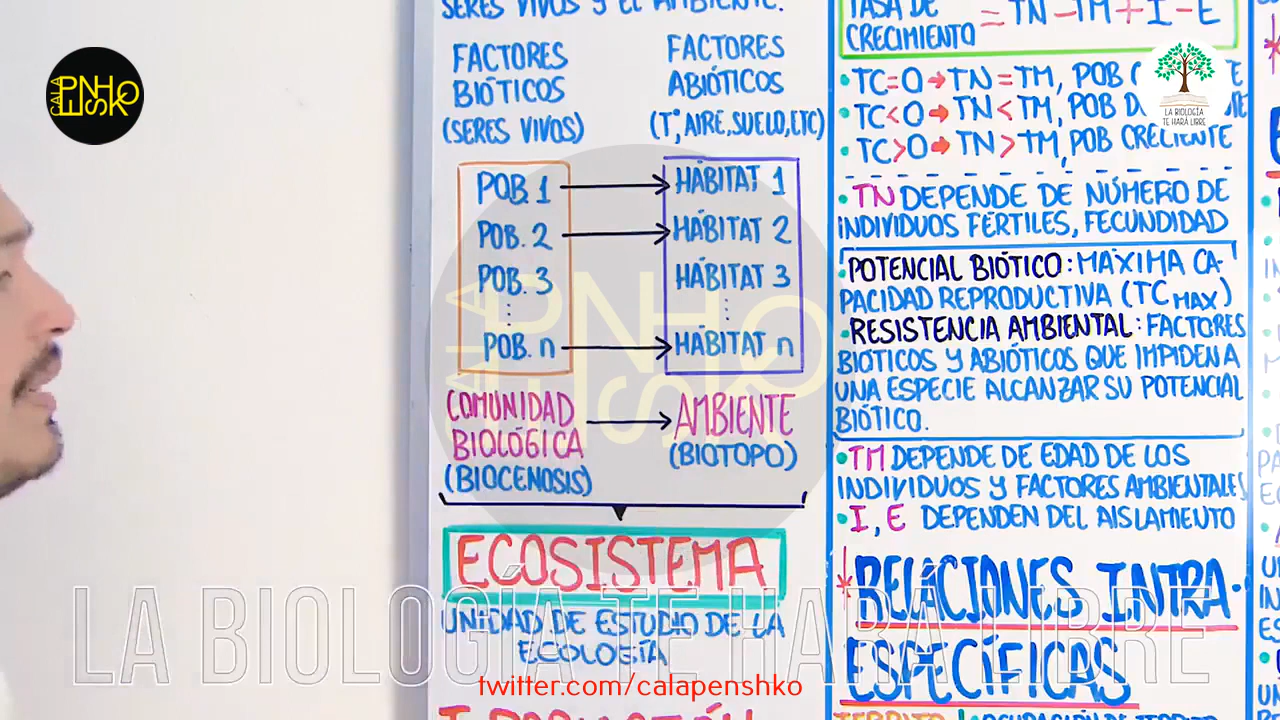 SERES VIVOS Y EL AMBIENTE.
FACTORES
BIÓTICOS
(SERES VIVOS)
FACTORES
ABIÓTICOS
(T°, AIRE, SUELO, ETC)
POB. 1 → HÁBITAT 1
POB. 2 → HÁBITAT 2
POB. 3 HÁBITAT 3
POB. n → HÁBITAT n
COMUNIDAD → AMBIENTE
BIOLÓGICA (BIOTOPO)
(BIOCENOSIS)
ECOSISTEMA
UNIDAD DE ESTUDIO DE LA
ECOLOGÍA
TASA DE
CRECIMIENTO = TN - TM + I - E
• TC=0 → TN = TM, POB
• TC<0 → TN < TM, POB
• TC>0 → TN > TM, POB CRECIENTE
• TN DEPENDE DE NÚMERO DE
INDIVIDUOS FÉRTILES, FECUNDIDAD
• POTENCIAL BIÓTICO: MÁXIMA CA-
PACIDAD REPRODUCTIVA (TC MAX)
• RESISTENCIA AMBIENTAL: FACTORES
BIÓTICOS Y ABIÓTICOS QUE IMPIDEN A
UNA ESPECIE ALCANZAR SU POTENCIAL
BIÓTICO.
• TM DEPENDE DE EDAD DE LOS
INDIVIDUOS Y FACTORES AMBIENTALES
• I, E DEPENDEN DEL AISLAMIENTO
* RELACIONES INTRA-
ESPECÍFICAS
CALA
PENSHKO
LA BIOLOGÍA
TE HARÁ LIBRE
LA BIOLOGÍA TE HARÁ LIBRE
twitter.com/calapenshko